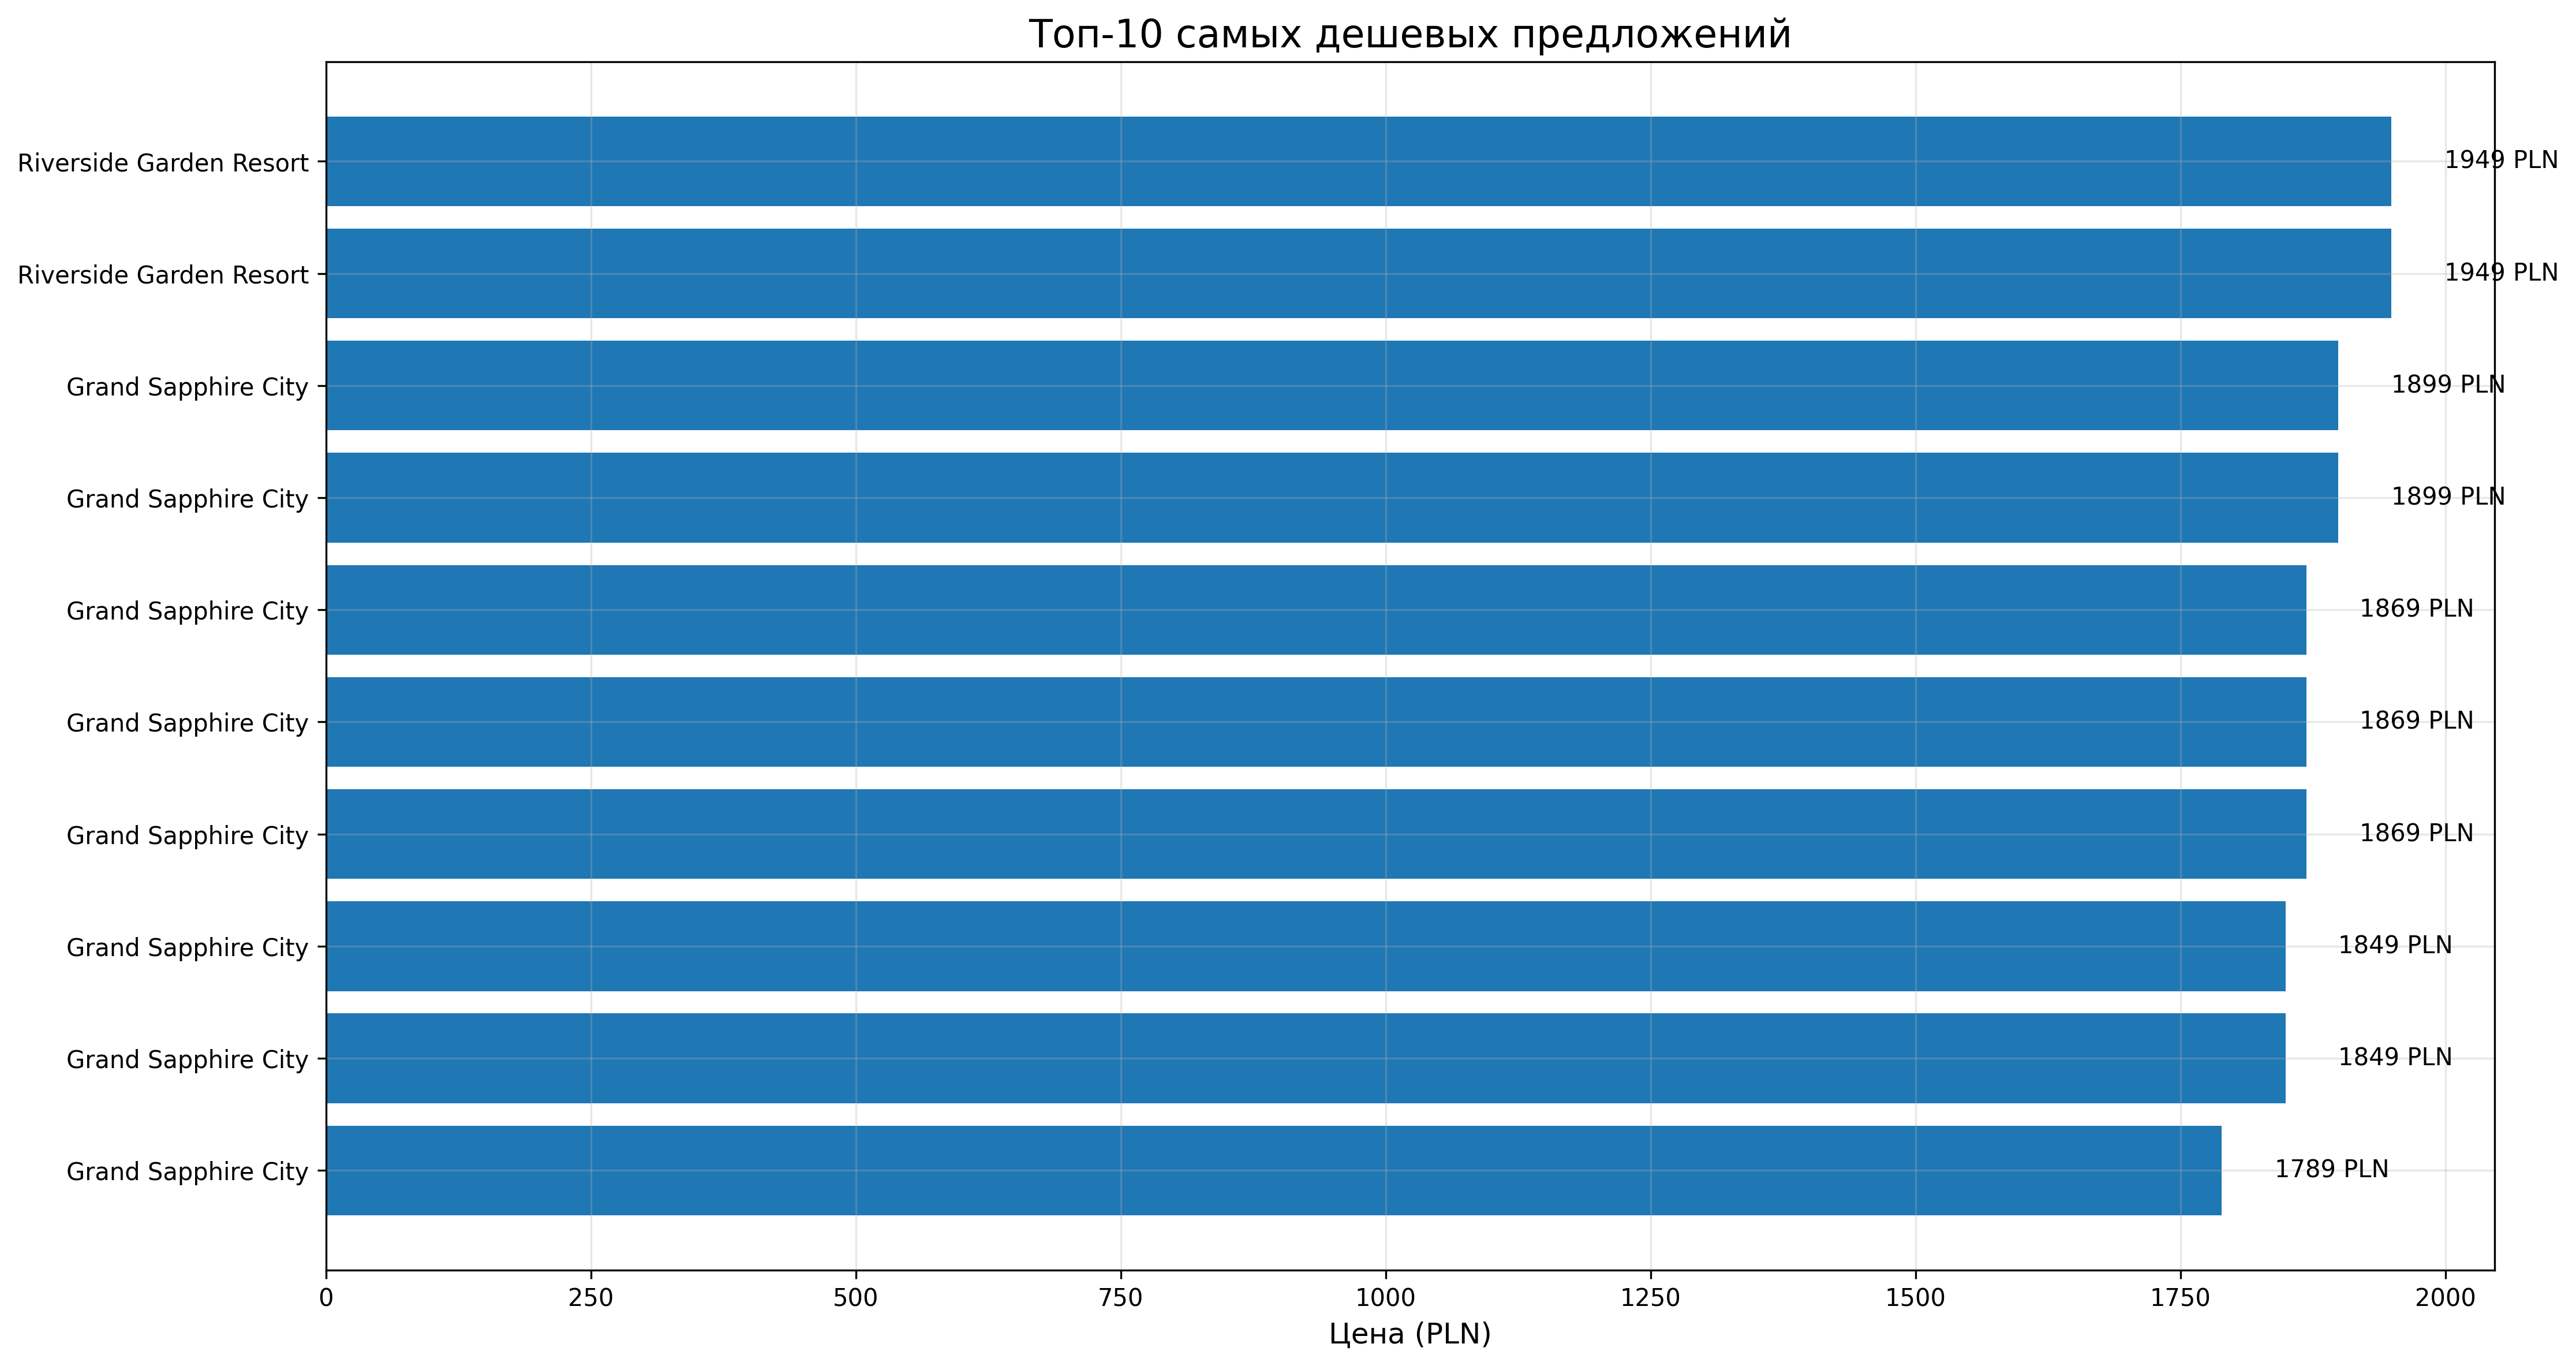 Топ-10 самых дешевых предложений
Riverside Garden Resort 1949 PLN
Riverside Garden Resort 1949 PLN
Grand Sapphire City 1899 PLN
Grand Sapphire City 1899 PLN
Grand Sapphire City 1869 PLN
Grand Sapphire City 1869 PLN
Grand Sapphire City 1869 PLN
Grand Sapphire City 1849 PLN
Grand Sapphire City 1849 PLN
Grand Sapphire City 1789 PLN
0 250 500 750 1000 1250 1500 1750 2000
Цена (PLN)